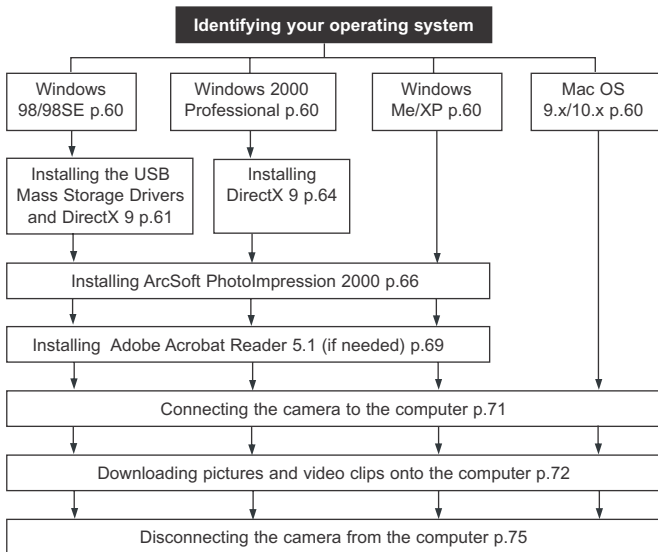 Identifying your operating system
Windows
98/98SE p.60
Windows 2000
Professional p.60
Windows
Me/XP p.60
Mac OS
9.x/10.x p.60
Installing the USB
Mass Storage Drivers
and DirectX 9 p.61
Installing
DirectX 9 p.64
Installing ArcSoft PhotoImpression 2000 p.66
Installing Adobe Acrobat Reader 5.1 (if needed) p.69
Connecting the camera to the computer p.71
Downloading pictures and video clips onto the computer p.72
Disconnecting the camera from the computer p.75